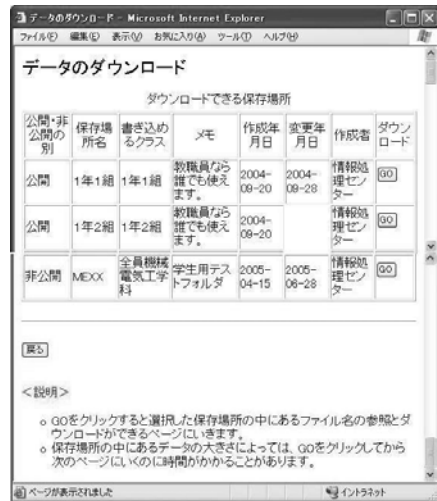 データのダウンロード - Microsoft Internet Explorer
ファイル(F) 編集(E) 表示(V) お気に入り(A) ツール(T) ヘルプ(H)
データのダウンロード
ダウンロードできる保存場所
公開・非公開の別 保存場所名 書き込めるクラス メモ 作成年月日 変更年月日 作成者 ダウンロード
公開 1年1組 1年1組 教職員なら誰でも使えます。 2004-09-20 2004-09-28 情報処理センター GO
公開 1年2組 1年2組 教職員なら誰でも使えます。 2004-09-20 情報処理センター GO
非公開 MEXX 全員機械電気工学科 学生用テストフォルダ 2005-04-15 2005-06-28 情報処理センター GO
戻る
<説明>
GOをクリックすると選択した保存場所の中にあるファイル名の参照とダ
ウンロードができるページにいきます。
保存場所の中にあるデータの大きさによっては、GOをクリックしてから
次のページにいくのに時間がかかることがあります。
ページが表示されました イントラネット